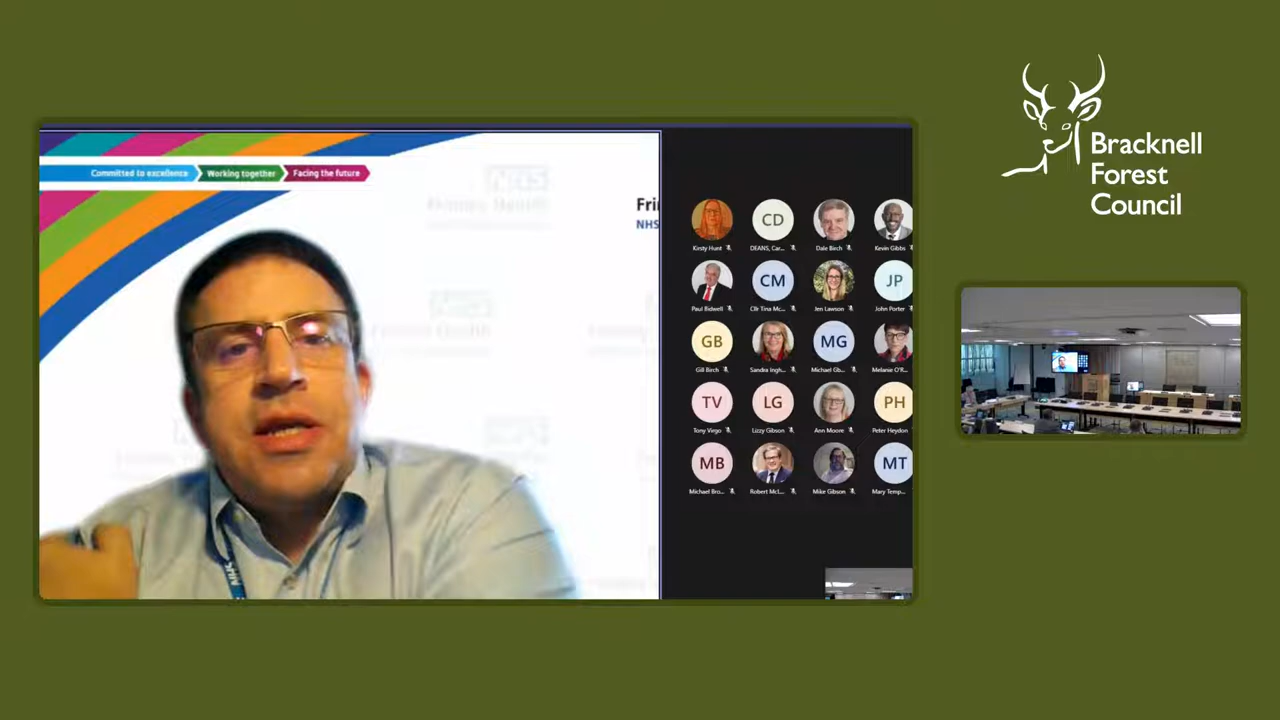 Committed to excellence
Working together
Facing the future
Fri
NHS
Kirsty Hunt
CD
DEANS, Car...
Dale Birch
Kevin Gibbs
Paul Bidwell
CM
Cllr Tina Mc...
Jen Lawson
JP
John Porter
GB
Gill Birch
Sandra Ingh...
MG
Michael Gb...
Melanie O'R...
TV
Tony Virgo
LG
Lizzy Gibson
Ann Moore
PH
Peter Heydon
MB
Michael Bro...
Robert McL...
Mike Gibson
MT
Mary Temp...
NHS
Bracknell
Forest
Council